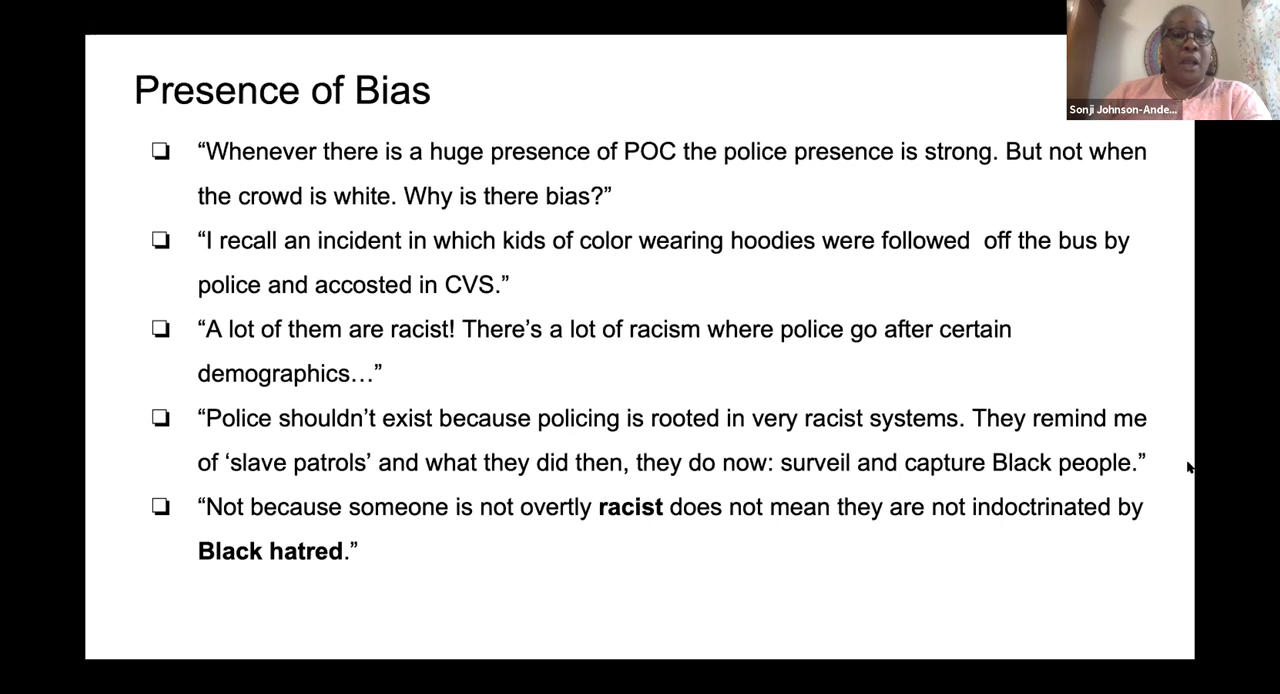 Presence of Bias
Sonji Johnson-Ande...
❏ “Whenever there is a huge presence of POC the police presence is strong. But not when
the crowd is white. Why is there bias?”
❏ “I recall an incident in which kids of color wearing hoodies were followed  off the bus by
police and accosted in CVS.”
❏ “A lot of them are racist! There’s a lot of racism where police go after certain
demographics…”
❏ “Police shouldn’t exist because policing is rooted in very racist systems. They remind me
of ‘slave patrols’ and what they did then, they do now: surveil and capture Black people.”
❏ “Not because someone is not overtly racist does not mean they are not indoctrinated by
Black hatred.”